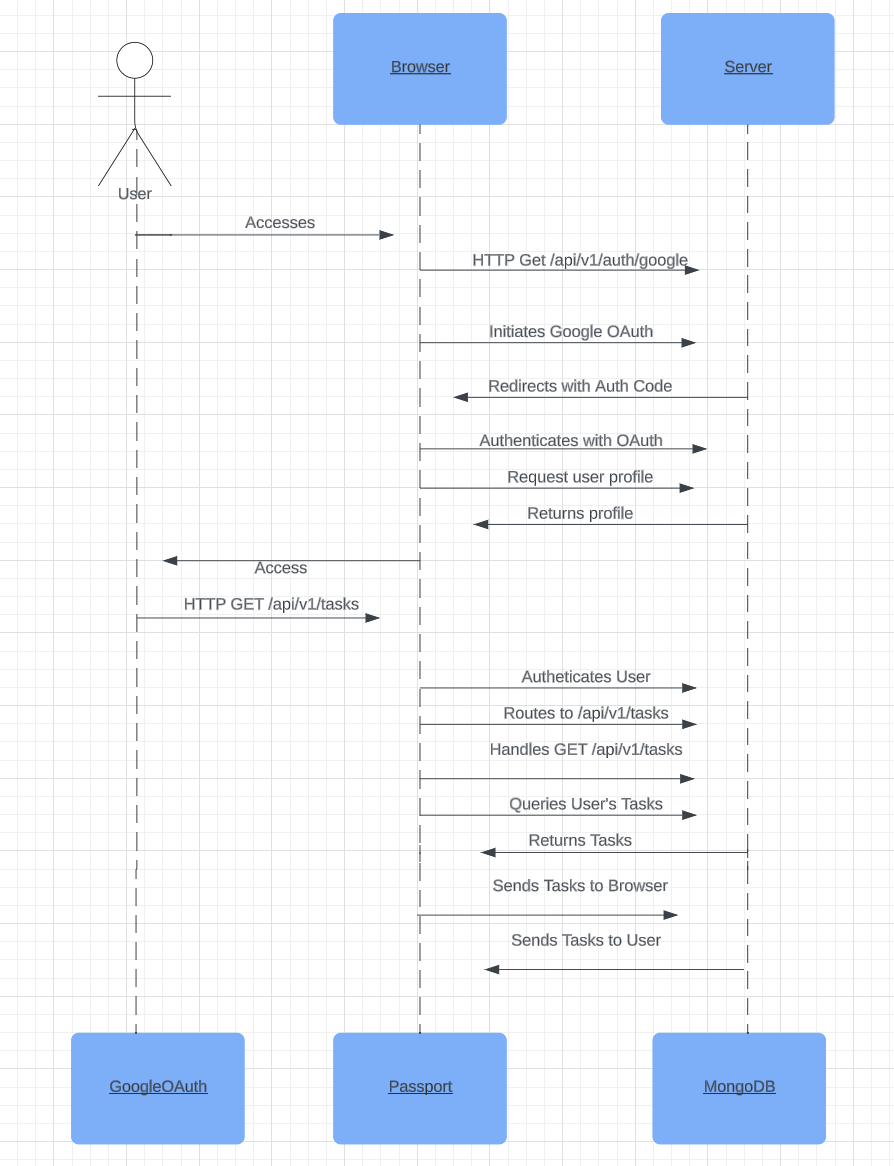 Browser
Server
User
Accesses
HTTP Get /api/v1/auth/google
Initiates Google OAuth
Redirects with Auth Code
Authenticates with OAuth
Request user profile
Returns profile
Access
HTTP GET /api/v1/tasks
Autheticates User
Routes to /api/v1/tasks
Handles GET /api/v1/tasks
Queries User's Tasks
Returns Tasks
Sends Tasks to Browser
Sends Tasks to User
GoogleOAuth
Passport
MongoDB